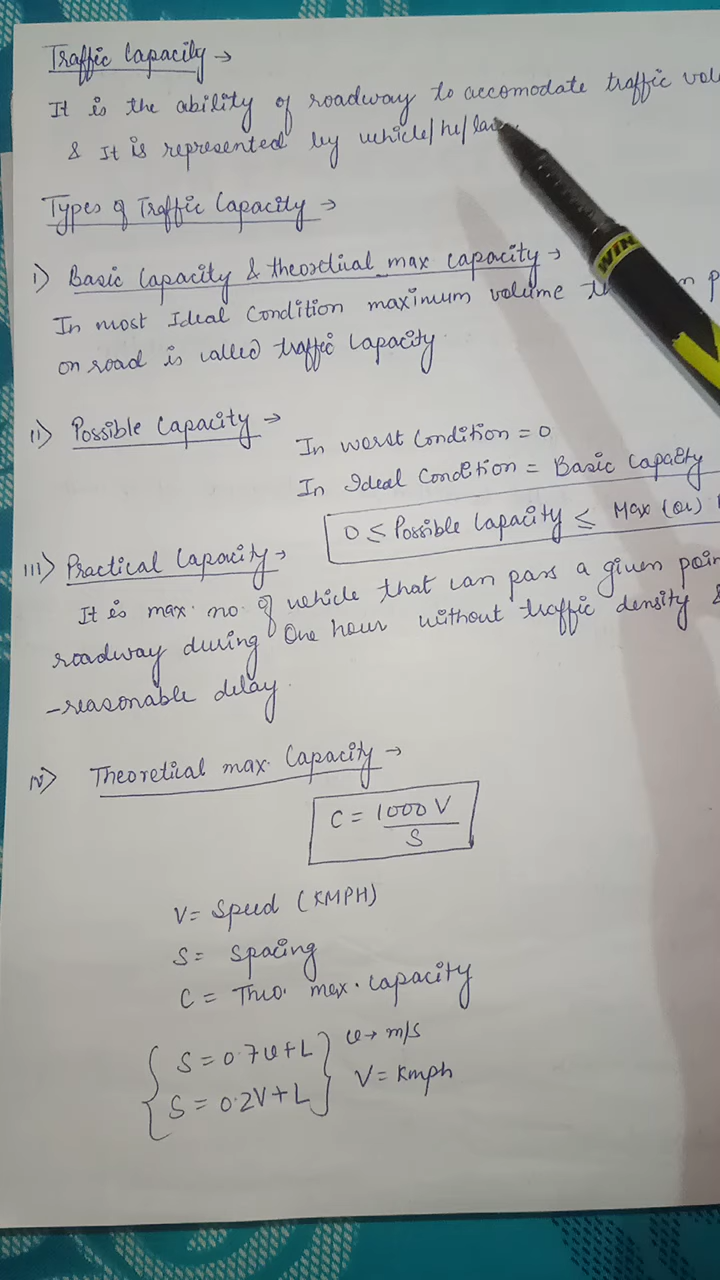 Traffic Capacity →
It is the ability of roadway to accomodate traffic
& It is represented by vehicle/hr/
Types of Traffic Capacity →
i) Basic Capacity & theoretical max capacity →
In most Ideal Condition maximum volume
on road is called traffic Capacity.
WIN
II) Possible Capacity →
In worst Condition = 0
In Ideal Condition = Basic Capacity
0 ≤ Possible Capacity ≤ Max (or)
III) Practical Capacity →
It is max. no. of vehicle that can pass a given
roadway during One hour without traffic density
-reasonable delay.
IV) Theoretical max. Capacity →
C = 1000 V / S
V = Speed (KMPH)
S = Spacing
C = Theo. max. capacity
S = 0.7v + L v → m/s
S = 0.2V + L V = Kmph